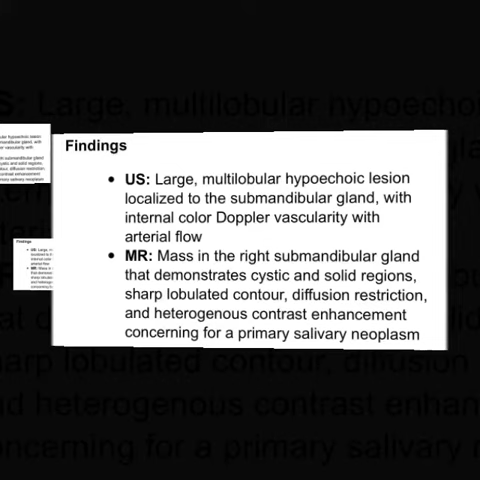 Findings
• US: Large, multilobular hypoechoic lesion
localized to the submandibular gland, with
internal color Doppler vascularity with
arterial flow
• MR: Mass in the right submandibular gland
that demonstrates cystic and solid regions,
sharp lobulated contour, diffusion restriction,
and heterogenous contrast enhancement
concerning for a primary salivary neoplasm